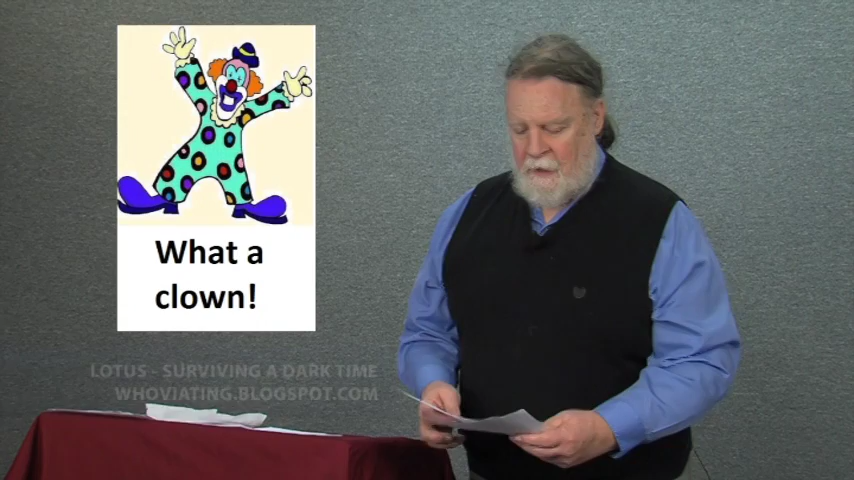 What a
clown!
LOTUS - SURVIVING A DARK TIME
WHOVIATING.BLOGSPOT.COM